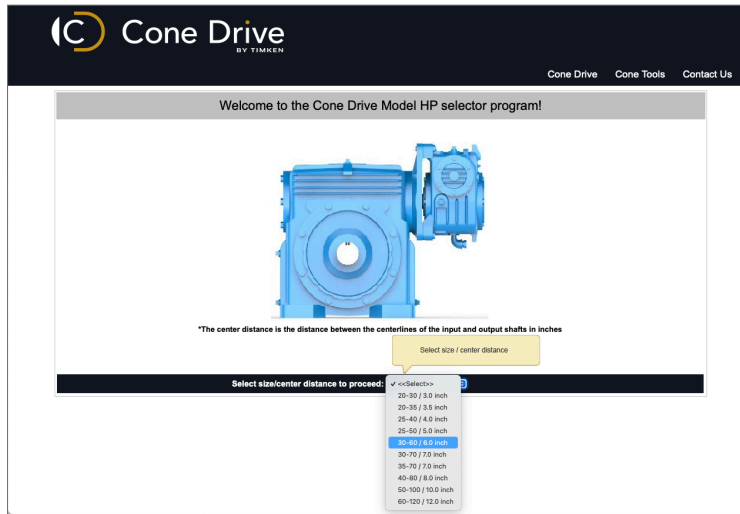 Cone Drive
BY TIMKEN
Cone Drive Cone Tools Contact Us
Welcome to the Cone Drive Model HP selector program!
*The center distance is the distance between the centerlines of the input and output shafts in inches
Select size / center distance
Select size/center distance to proceed:
✓ <<Select>>
20-30 / 3.0 inch
20-35 / 3.5 inch
25-40 / 4.0 inch
25-50 / 5.0 inch
30-60 / 6.0 inch
30-70 / 7.0 inch
35-70 / 7.0 inch
40-80 / 8.0 inch
50-100 / 10.0 inch
60-120 / 12.0 inch